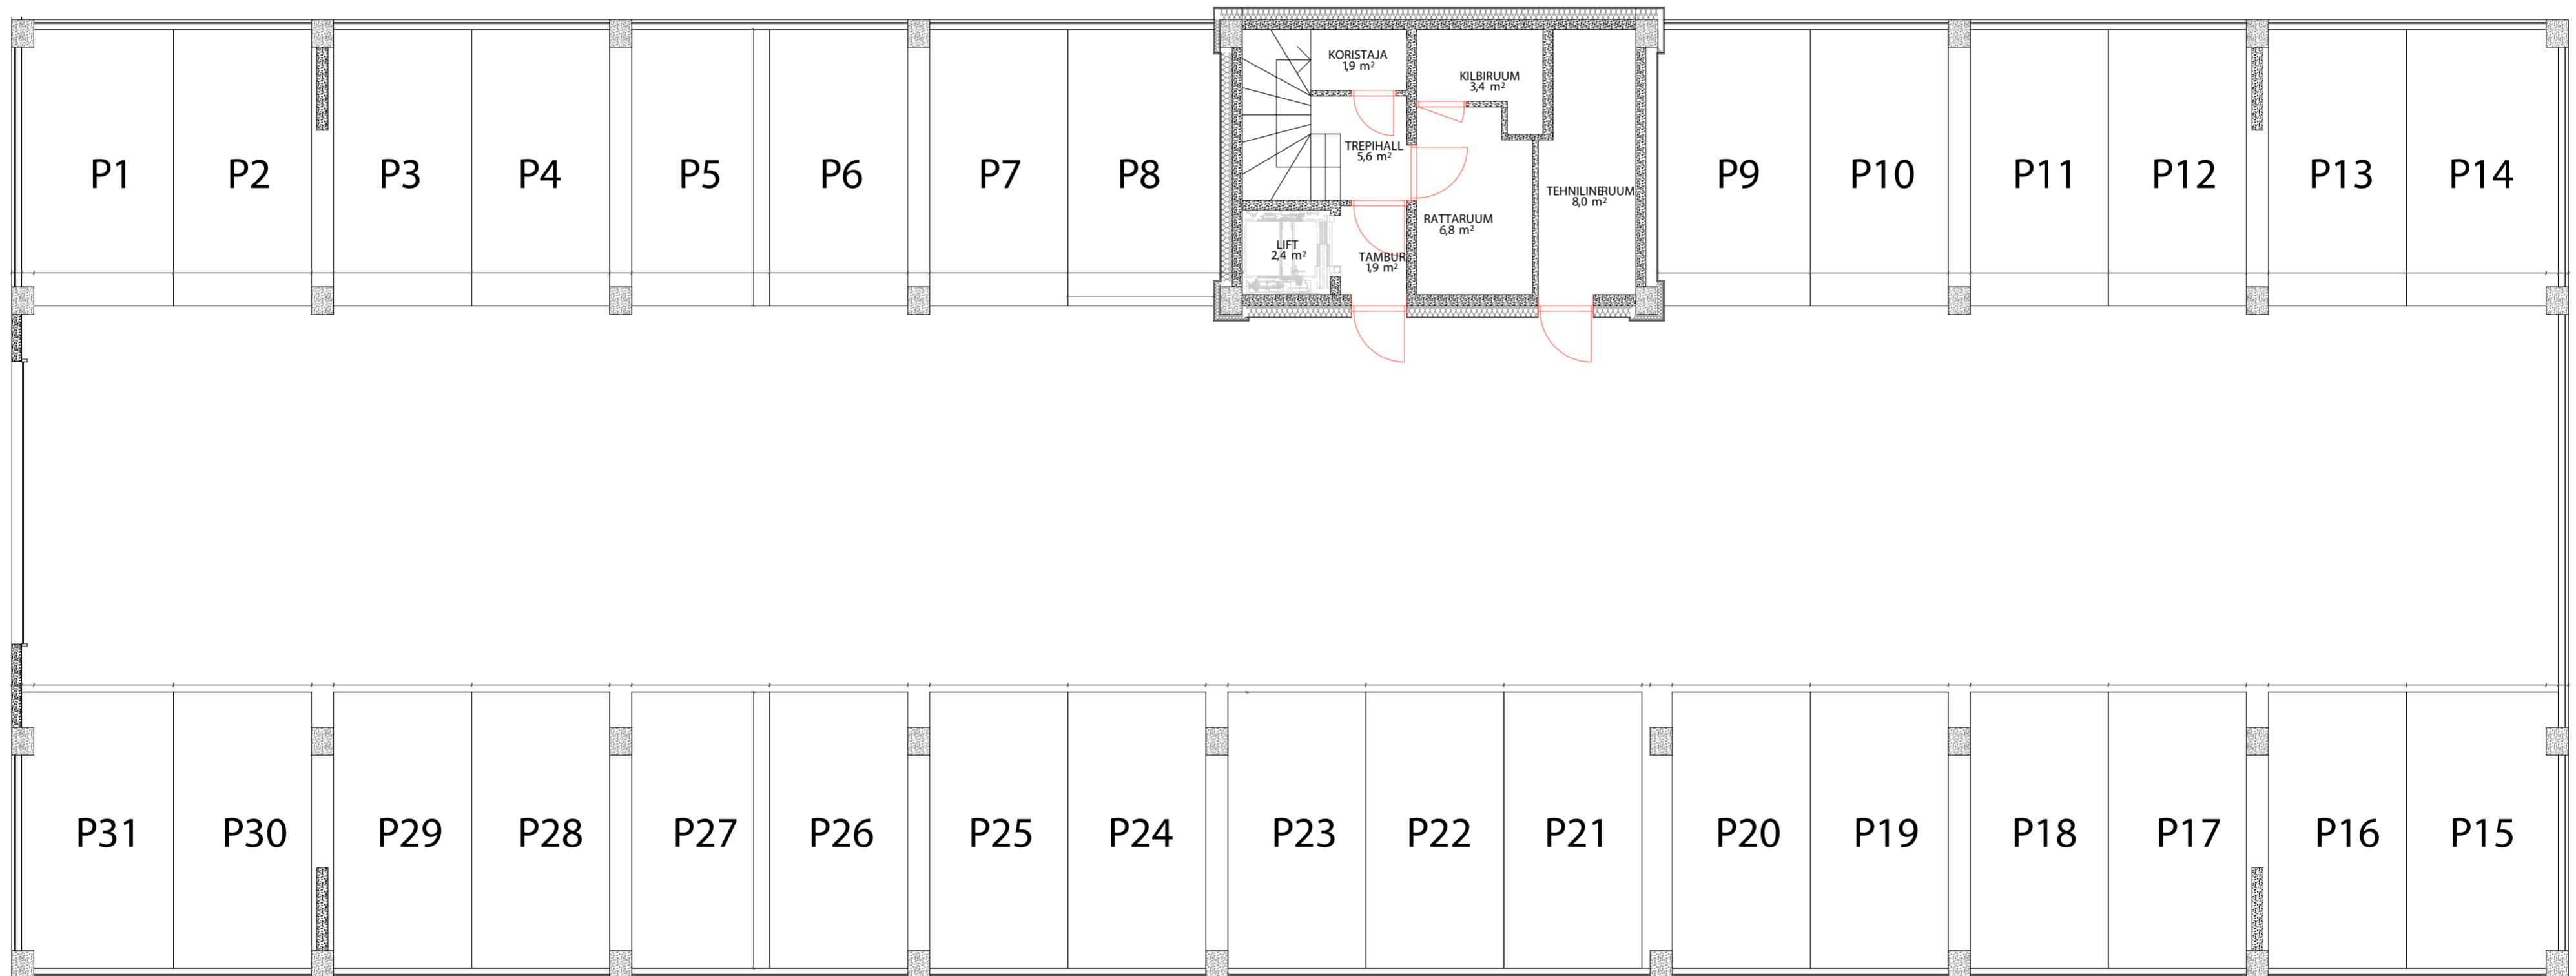 P1 P2 P3 P4 P5 P6 P7 P8
KORISTAJA
1,9 m²
KILBIRUUM
3,4 m²
TREPIHALL
5,6 m²
TEHNILINERUUM
8,0 m²
RATTARUUM
6,8 m²
LIFT
2,4 m²
TAMBUR
1,9 m²
P9 P10 P11 P12 P13 P14
P31 P30 P29 P28 P27 P26 P25 P24 P23 P22 P21 P20 P19 P18 P17 P16 P15